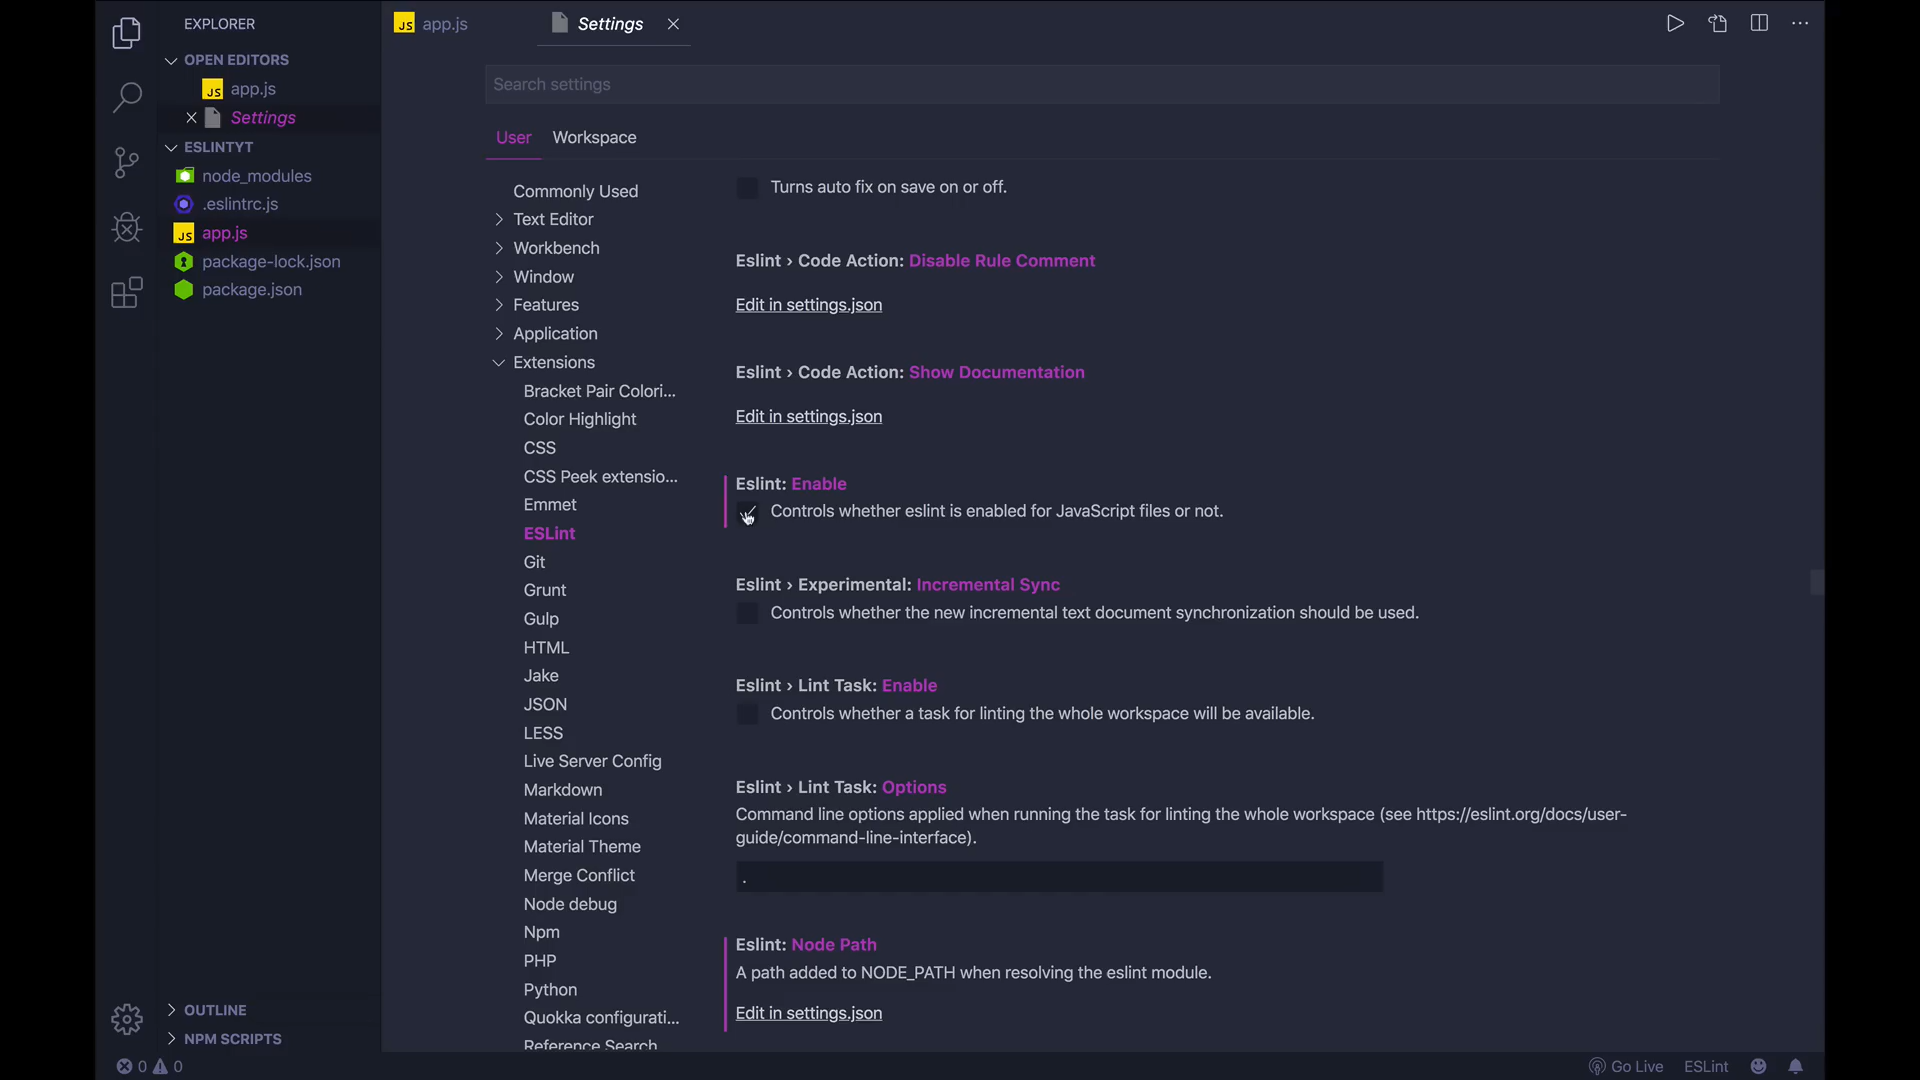 EXPLORER
OPEN EDITORS
JS app.js
Settings
ESLINTYT
node_modules
.eslintrc.js
JS app.js
package-lock.json
package.json
OUTLINE
NPM SCRIPTS
JS app.js
Settings
Search settings
User
Workspace
Commonly Used
Text Editor
Workbench
Window
Features
Application
Extensions
Bracket Pair Colori...
Color Highlight
CSS
CSS Peek extensio...
Emmet
ESLint
Git
Grunt
Gulp
HTML
Jake
JSON
LESS
Live Server Config
Markdown
Material Icons
Material Theme
Merge Conflict
Node debug
Npm
PHP
Python
Quokka configurati...
Reference Search
Turns auto fix on save on or off.
Eslint › Code Action: Disable Rule Comment
Edit in settings.json
Eslint › Code Action: Show Documentation
Edit in settings.json
Eslint: Enable
Controls whether eslint is enabled for JavaScript files or not.
Eslint › Experimental: Incremental Sync
Controls whether the new incremental text document synchronization should be used.
Eslint › Lint Task: Enable
Controls whether a task for linting the whole workspace will be available.
Eslint › Lint Task: Options
Command line options applied when running the task for linting the whole workspace (see https://eslint.org/docs/user-
guide/command-line-interface).
.
Eslint: Node Path
A path added to NODE_PATH when resolving the eslint module.
Edit in settings.json
0 0
Go Live
ESLint